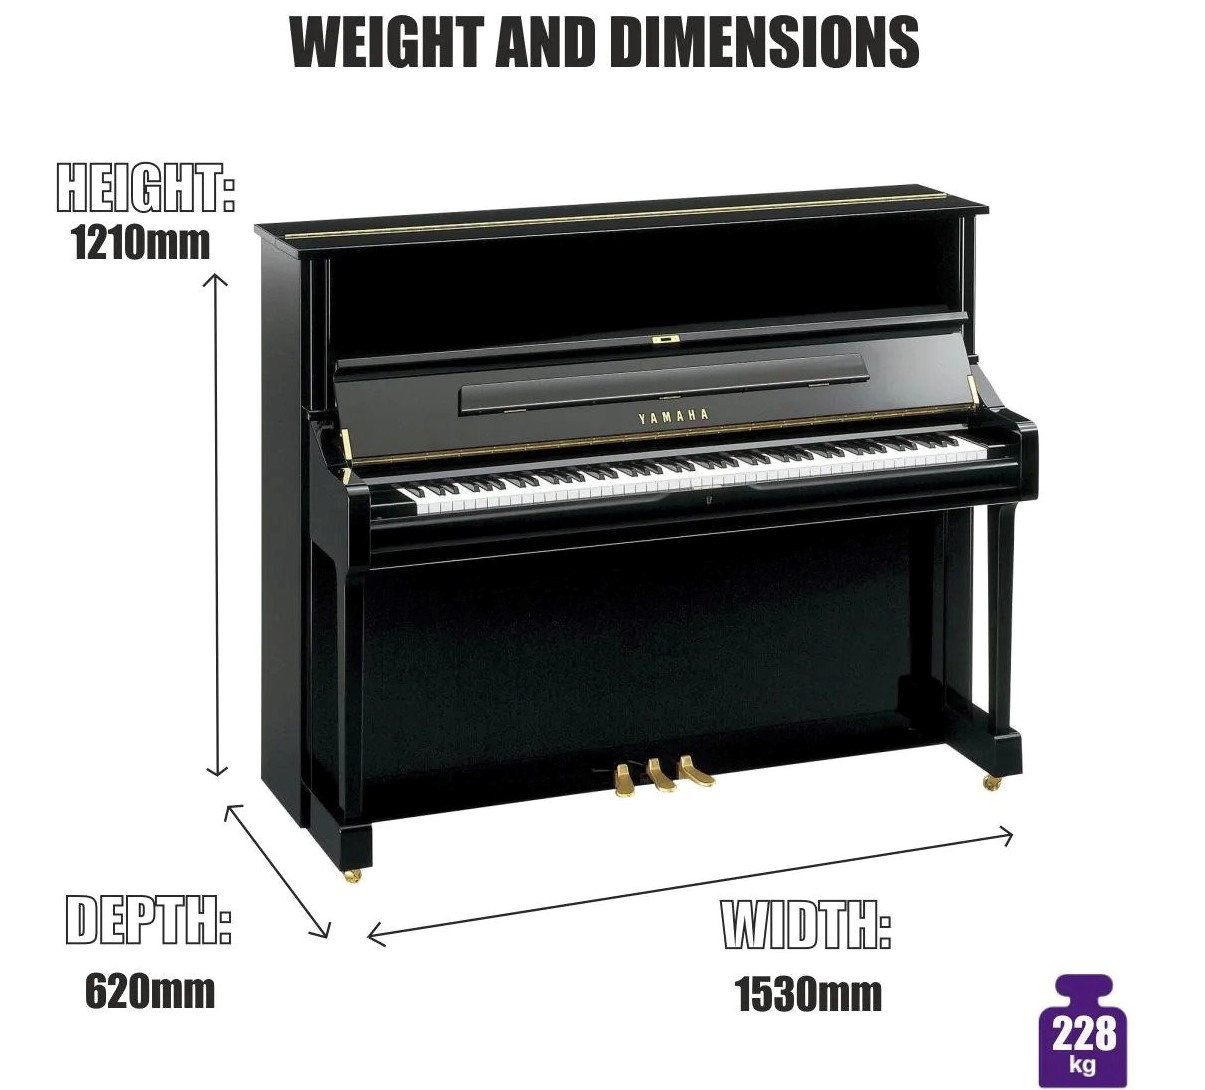 WEIGHT AND DIMENSIONS
HEIGHT:
1210mm
YAMAHA
DEPTH:
620mm
WIDTH:
1530mm
228
kg